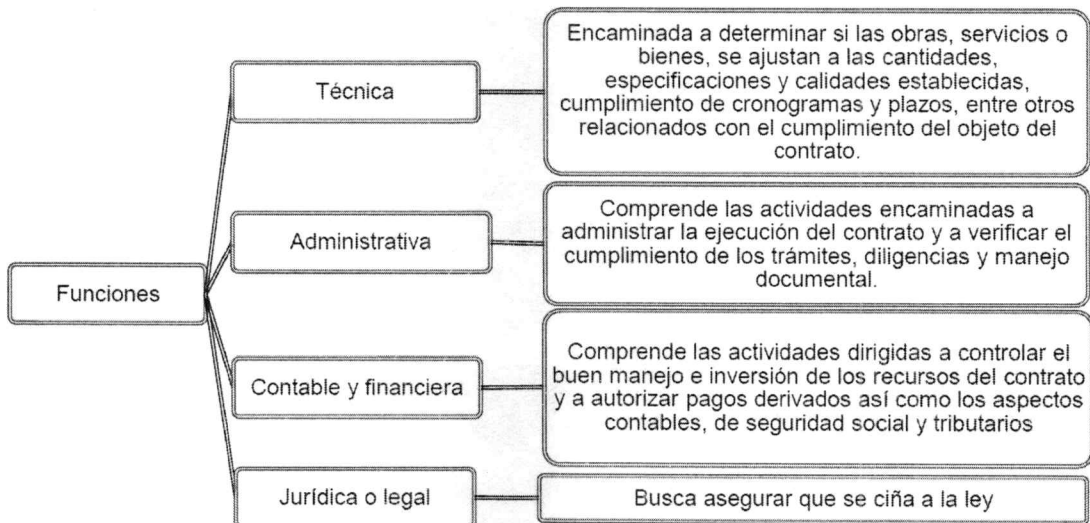 Funciones
Técnica
Encaminada a determinar si las obras, servicios o
bienes, se ajustan a las cantidades,
especificaciones y calidades establecidas,
cumplimiento de cronogramas y plazos, entre otros
relacionados con el cumplimiento del objeto del
contrato.
Administrativa
Comprende las actividades encaminadas a
administrar la ejecución del contrato y a verificar el
cumplimiento de los trámites, diligencias y manejo
documental.
Contable y financiera
Comprende las actividades dirigidas a controlar el
buen manejo e inversión de los recursos del contrato
y a autorizar pagos derivados así como los aspectos
contables, de seguridad social y tributarios
Jurídica o legal
Busca asegurar que se ciña a la ley